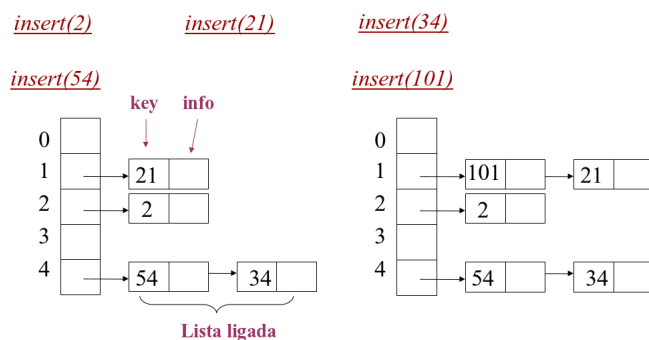 insert(2) insert(21) insert(34)
insert(54) insert(101)
key info
0 0
1 21 1 101 21
2 2 2 2
3 3
4 54 34 4 54 34
Lista ligada